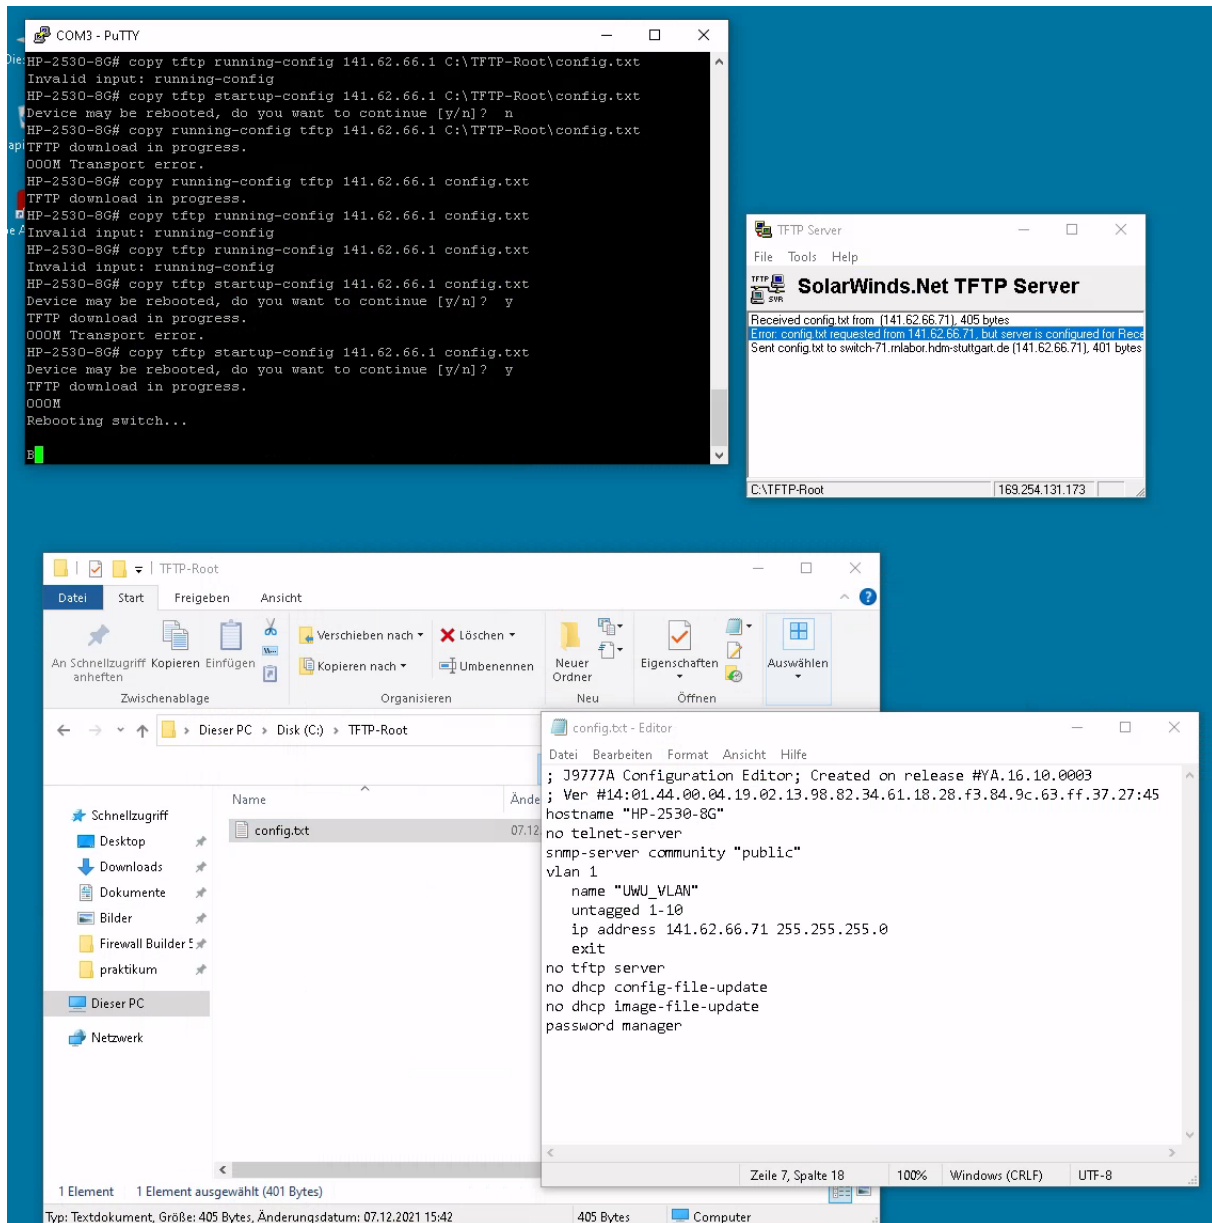 COM3 - PuTTY
HP-2530-8G# copy tftp running-config 141.62.66.1 C:\TFTP-Root\config.txt
Invalid input: running-config
HP-2530-8G# copy tftp startup-config 141.62.66.1 C:\TFTP-Root\config.txt
Device may be rebooted, do you want to continue [y/n]?  n
HP-2530-8G# copy running-config tftp 141.62.66.1 C:\TFTP-Root\config.txt
TFTP download in progress.
000M Transport error.
HP-2530-8G# copy running-config tftp 141.62.66.1 config.txt
TFTP download in progress.
HP-2530-8G# copy tftp running-config 141.62.66.1 config.txt
Invalid input: running-config
HP-2530-8G# copy tftp running-config 141.62.66.1 config.txt
Invalid input: running-config
HP-2530-8G# copy tftp startup-config 141.62.66.1 config.txt
Device may be rebooted, do you want to continue [y/n]?  y
TFTP download in progress.
000M Transport error.
HP-2530-8G# copy tftp startup-config 141.62.66.1 config.txt
Device may be rebooted, do you want to continue [y/n]?  y
TFTP download in progress.
000M
Rebooting switch...
B
TFTP Server
File Tools Help
TFTP SVR
SolarWinds.Net TFTP Server
Received config.txt from  (141.62.66.71), 405 bytes
Error: config.txt requested from 141.62.66.71, but server is configured for Rece
Sent config.txt to switch-71.rnlabor.hdm-stuttgart.de (141.62.66.71), 401 bytes
C:\TFTP-Root 169.254.131.173
TFTP-Root
Datei Start Freigeben Ansicht
An Schnellzugriff anheften
Kopieren Einfügen
Verschieben nach
Kopieren nach
Löschen
Umbenennen
Neuer Ordner
Eigenschaften
Auswählen
Zwischenablage Organisieren Neu Öffnen
Dieser PC > Disk (C:) > TFTP-Root
Name Ände
config.txt 07.12
Schnellzugriff
Desktop
Downloads
Dokumente
Bilder
Firewall Builder 5
praktikum
Dieser PC
Netzwerk
1 Element 1 Element ausgewählt (401 Bytes)
Typ: Textdokument, Größe: 405 Bytes, Änderungsdatum: 07.12.2021 15:42 405 Bytes Computer
config.txt - Editor
Datei Bearbeiten Format Ansicht Hilfe
; J9777A Configuration Editor; Created on release #YA.16.10.0003
; Ver #14:01.44.00.04.19.02.13.98.82.34.61.18.28.f3.84.9c.63.ff.37.27:45
hostname "HP-2530-8G"
no telnet-server
snmp-server community "public"
vlan 1
   name "UWU_VLAN"
   untagged 1-10
   ip address 141.62.66.71 255.255.255.0
   exit
no tftp server
no dhcp config-file-update
no dhcp image-file-update
password manager
Zeile 7, Spalte 18 100% Windows (CRLF) UTF-8